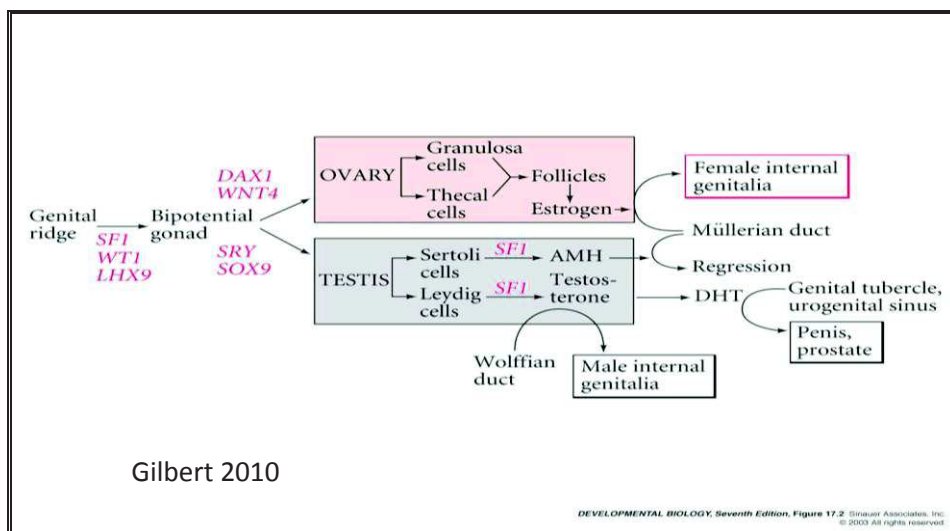 DAX1
WNT4
Genital
ridge
SF1
WT1
LHX9
Bipotential
gonad
SRY
SOX9
OVARY
Granulosa
cells
Thecal
cells
Follicles
Estrogen
Female internal
genitalia
Müllerian duct
Regression
TESTIS
Sertoli
cells
SF1
AMH
Leydig
cells
SF1
Testos-
terone
DHT
Genital tubercle,
urogenital sinus
Penis,
prostate
Wolffian
duct
Male internal
genitalia
Gilbert 2010
DEVELOPMENTAL BIOLOGY, Seventh Edition, Figure 17.2 Sinauer Associates, Inc.
© 2003 All rights reserved